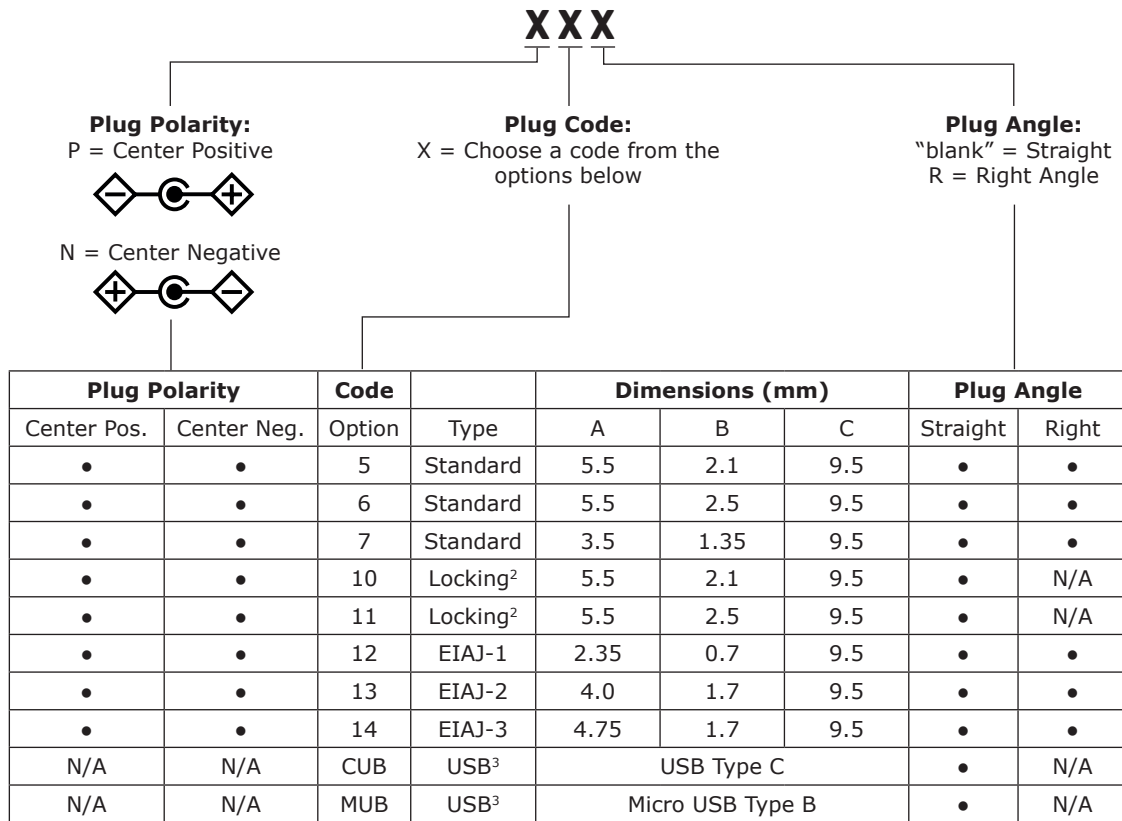 X X X
Plug Polarity:
P = Center Positive
N = Center Negative
Plug Code:
X = Choose a code from the
options below
Plug Angle:
“blank” = Straight
R = Right Angle
Plug Polarity Code Dimensions (mm) Plug Angle
Center Pos. Center Neg. Option Type A B C Straight Right
● ● 5 Standard 5.5 2.1 9.5 ● ●
● ● 6 Standard 5.5 2.5 9.5 ● ●
● ● 7 Standard 3.5 1.35 9.5 ● ●
● ● 10 Locking² 5.5 2.1 9.5 ● N/A
● ● 11 Locking² 5.5 2.5 9.5 ● N/A
● ● 12 EIAJ-1 2.35 0.7 9.5 ● ●
● ● 13 EIAJ-2 4.0 1.7 9.5 ● ●
● ● 14 EIAJ-3 4.75 1.7 9.5 ● ●
N/A N/A CUB USB³ USB Type C ● N/A
N/A N/A MUB USB³ Micro USB Type B ● N/A